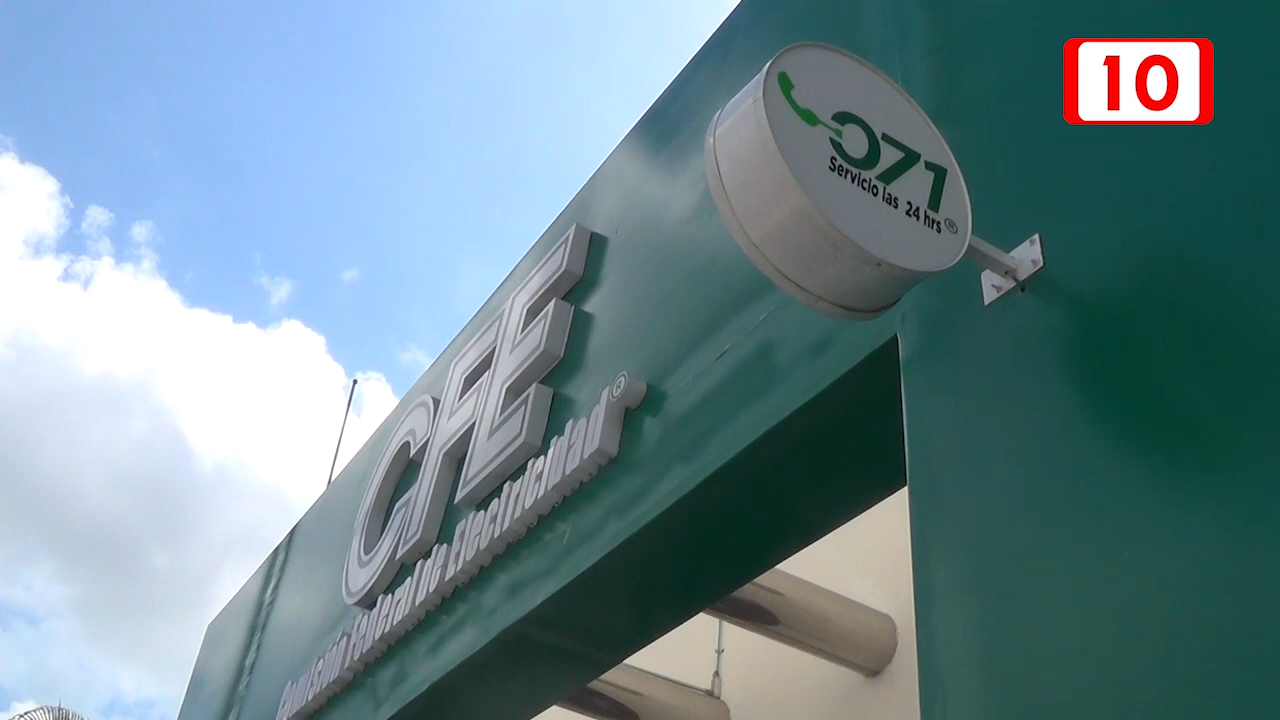 10
071
Servicio las 24 hrs ®
CFE
Comisión Federal de Electricidad ®